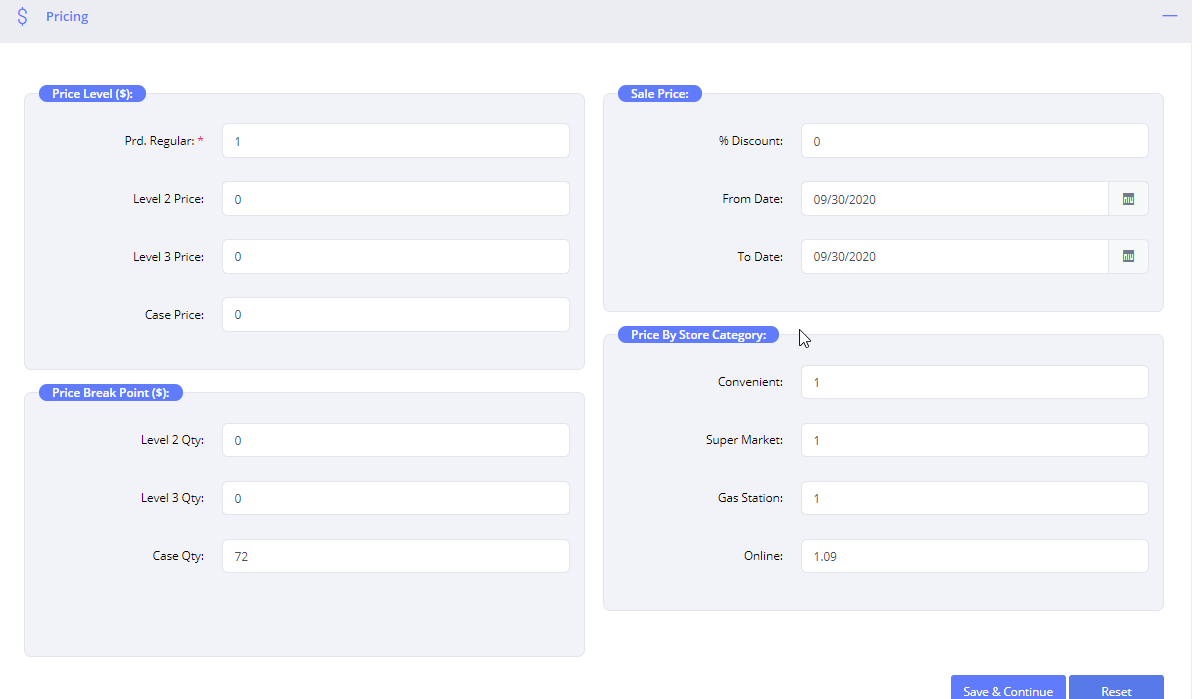 $ Pricing
Price Level ($):
Prd. Regular: * 1
Level 2 Price: 0
Level 3 Price: 0
Case Price: 0
Price Break Point ($):
Level 2 Qty: 0
Level 3 Qty: 0
Case Qty: 72
Sale Price:
% Discount: 0
From Date: 09/30/2020
To Date: 09/30/2020
Price By Store Category:
Convenient: 1
Super Market: 1
Gas Station: 1
Online: 1.09
Save & Continue Reset